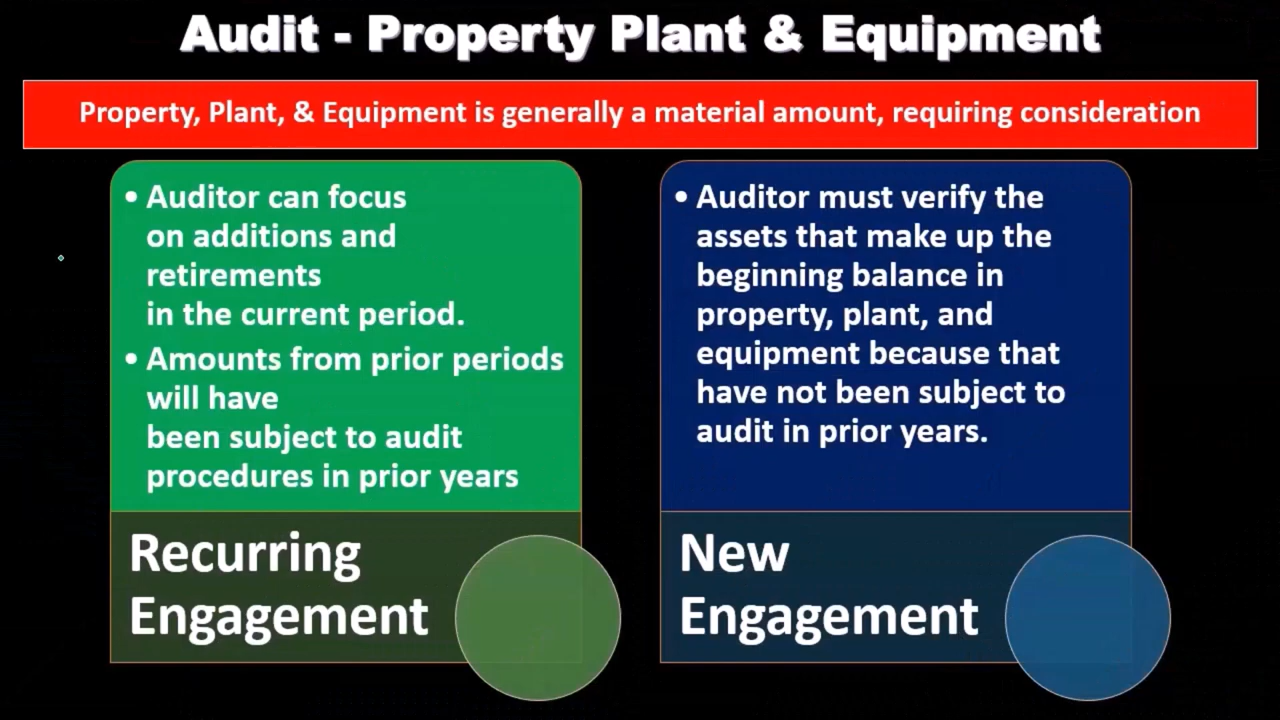 Audit - Property Plant & Equipment
Property, Plant, & Equipment is generally a material amount, requiring consideration
• Auditor can focus
on additions and
retirements
in the current period.
• Amounts from prior periods
will have
been subject to audit
procedures in prior years
Recurring
Engagement
• Auditor must verify the
assets that make up the
beginning balance in
property, plant, and
equipment because that
have not been subject to
audit in prior years.
New
Engagement